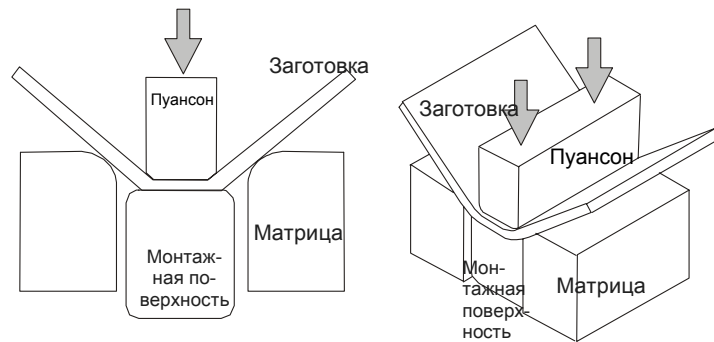 Заготовка
Пуансон
Матрица
Монтаж-
ная по-
верхность
Заготовка
Пуансон
Мон-
тажная
поверх-
ность
Матрица